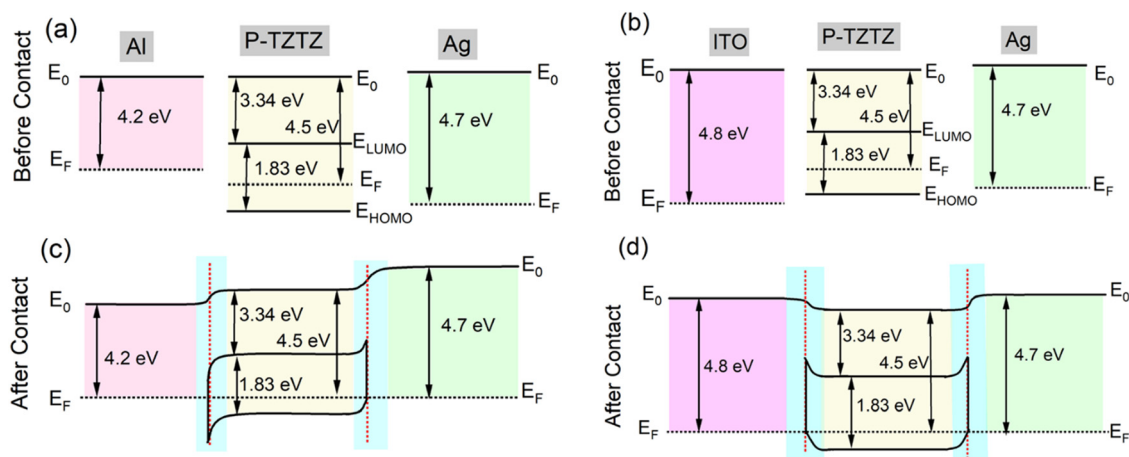 (a)
Al
P-TZTZ
Ag
Before Contact
E0
E0
E0
4.2 eV
3.34 eV
4.5 eV
4.7 eV
ELUMO
1.83 eV
EF
EF
EF
EHOMO
(b)
ITO
P-TZTZ
Ag
Before Contact
E0
E0
E0
4.8 eV
3.34 eV
4.5 eV
4.7 eV
ELUMO
1.83 eV
EF
EF
EF
EHOMO
(c)
After Contact
E0
E0
4.2 eV
3.34 eV
4.5 eV
4.7 eV
1.83 eV
EF
(d)
After Contact
E0
E0
4.8 eV
3.34 eV
4.5 eV
4.7 eV
1.83 eV
EF
EF